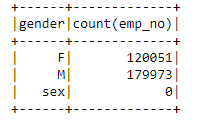 +------+-------------+
|gender|count(emp_no)|
+------+-------------+
|     F|       120051|
|     M|       179973|
|   sex|            0|
+------+-------------+